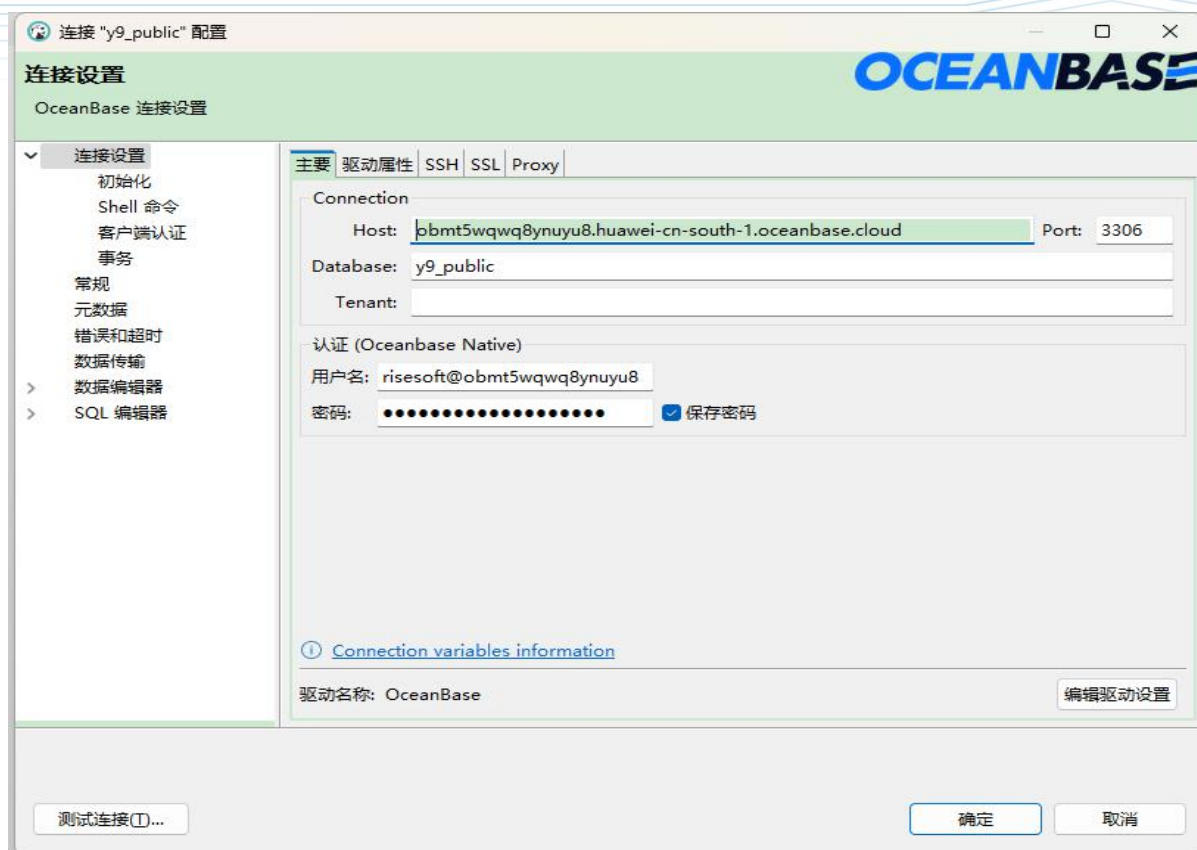 连接 "y9_public" 配置
连接设置
OCEANBASE
OceanBase 连接设置
连接设置
初始化
Shell 命令
客户端认证
事务
常规
元数据
错误和超时
数据传输
数据编辑器
SQL 编辑器
主要 驱动属性 SSH SSL Proxy
Connection
Host: obmt5wqwq8ynuyu8.huawei-cn-south-1.oceanbase.cloud Port: 3306
Database: y9_public
Tenant:
认证 (Oceanbase Native)
用户名: risesoft@obmt5wqwq8ynuyu8
密码: ●●●●●●●●●●●●●●●●●●● 保存密码
Connection variables information
驱动名称: OceanBase 编辑驱动设置
测试连接(T)... 确定 取消